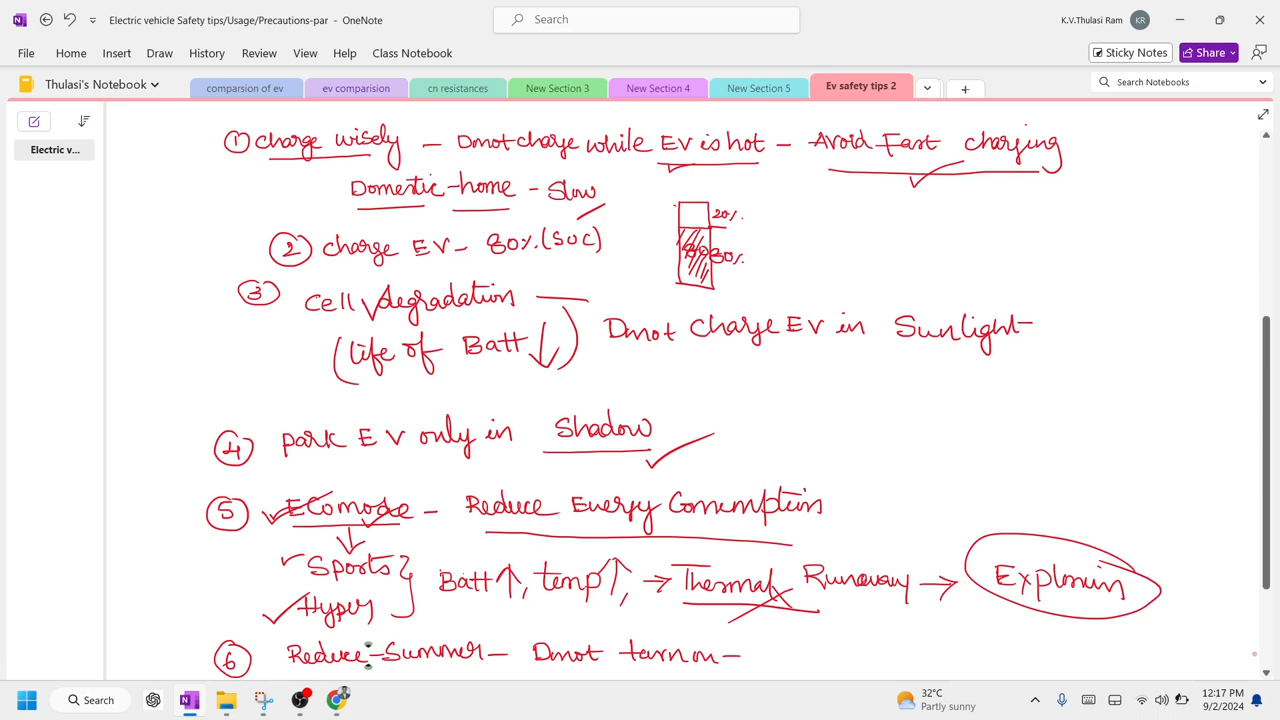 Electric vehicle Safety tips/Usage/Precautions-par - OneNote
Search
K.V.Thulasi Ram KR
File Home Insert Draw History Review View Help Class Notebook
Sticky Notes Share
Thulasi's Notebook
comparsion of ev ev comparision cn resistances New Section 3 New Section 4 New Section 5 Ev safety tips 2 +
Search Notebooks
Electric v...
① charge wisely - Dnot charge while EV is hot - Avoid Fast charging
Domestic-home - Slow
20%
② charge EV - 80% (SOC)
80 80%
③ Cell degradation
(life of Batt ↓) Dnot Charge EV in Sunlight-
④ park EV only in Shadow
⑤ Ecomode - Reduce Energy
↓
Sports
Hyper } Batt ↑, temp ↑, → Thermal Runaway →
⑥ Reduce-Summer- Dnot turn on -
Search
32°C
Partly sunny
12:17 PM
9/2/2024